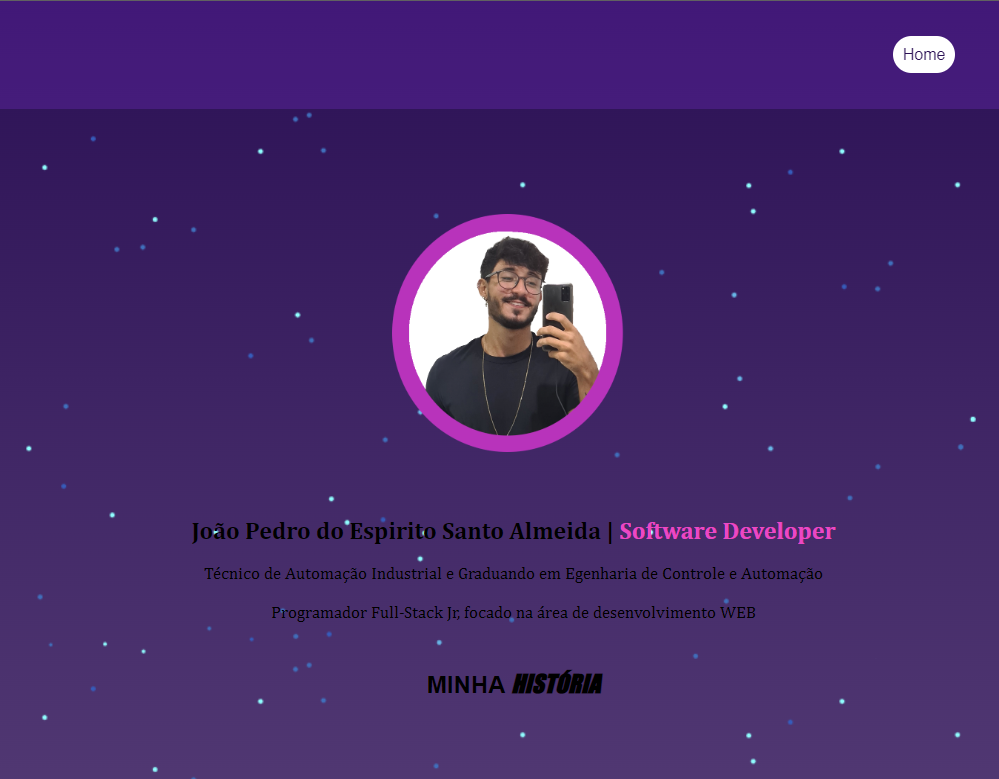 Home
João Pedro do Espirito Santo Almeida | Software Developer
Técnico de Automação Industrial e Graduando em Egenharia de Controle e Automação
Programador Full-Stack Jr, focado na área de desenvolvimento WEB
MINHA HISTÓRIA